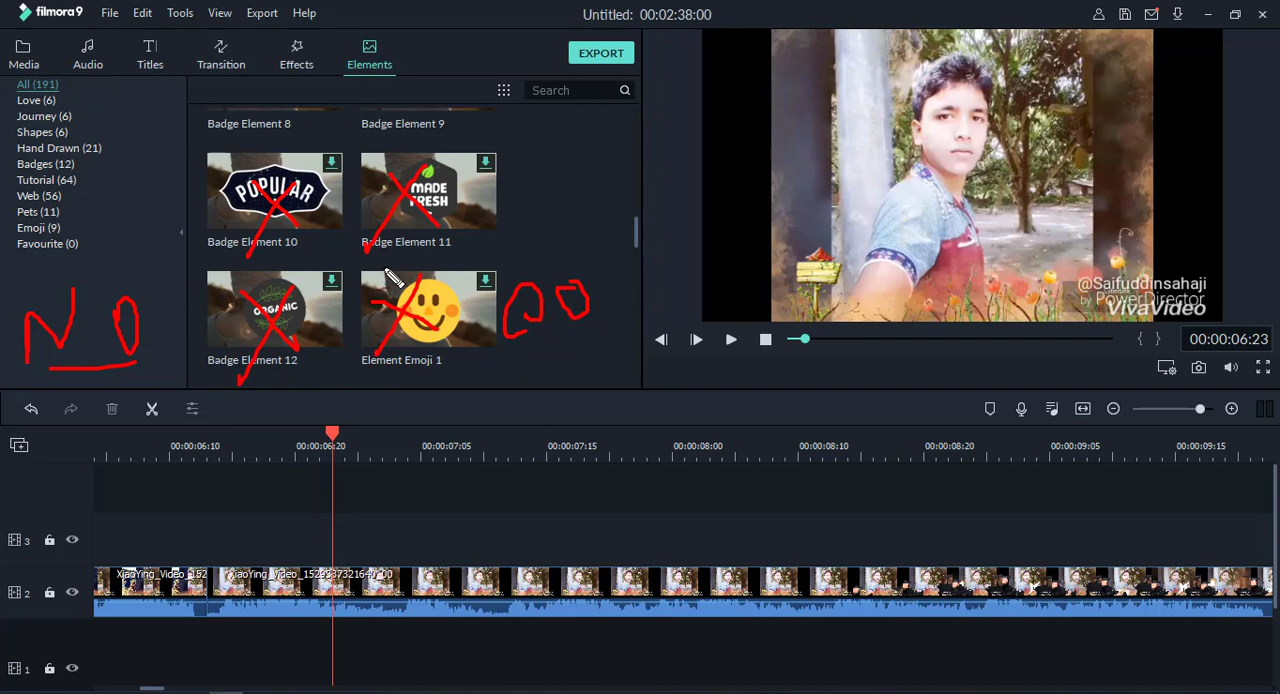 filmora9 File Edit Tools View Export Help Untitled: 00:02:38:00
Media Audio Titles Transition Effects Elements EXPORT
All (191)
Love (6)
Journey (6)
Shapes (6)
Hand Drawn (21)
Badges (12)
Tutorial (64)
Web (56)
Pets (11)
Emoji (9)
Favourite (0)
Search
Badge Element 8 Badge Element 9
POPULAR MADE FRESH
Badge Element 10 Badge Element 11
ORGANIC
Badge Element 12 Element Emoji 1
NO
@Saifuddinsahaji
by PowerDirector
VivaVideo
{ } 00:00:06:23
00:00:06:10 00:00:06:20 00:00:07:05 00:00:07:15 00:00:08:00 00:00:08:10 00:00:08:20 00:00:09:05 00:00:09:15
3
XiaoYing_Video_152 XiaoYing_Video_1529337321640_00
2
1